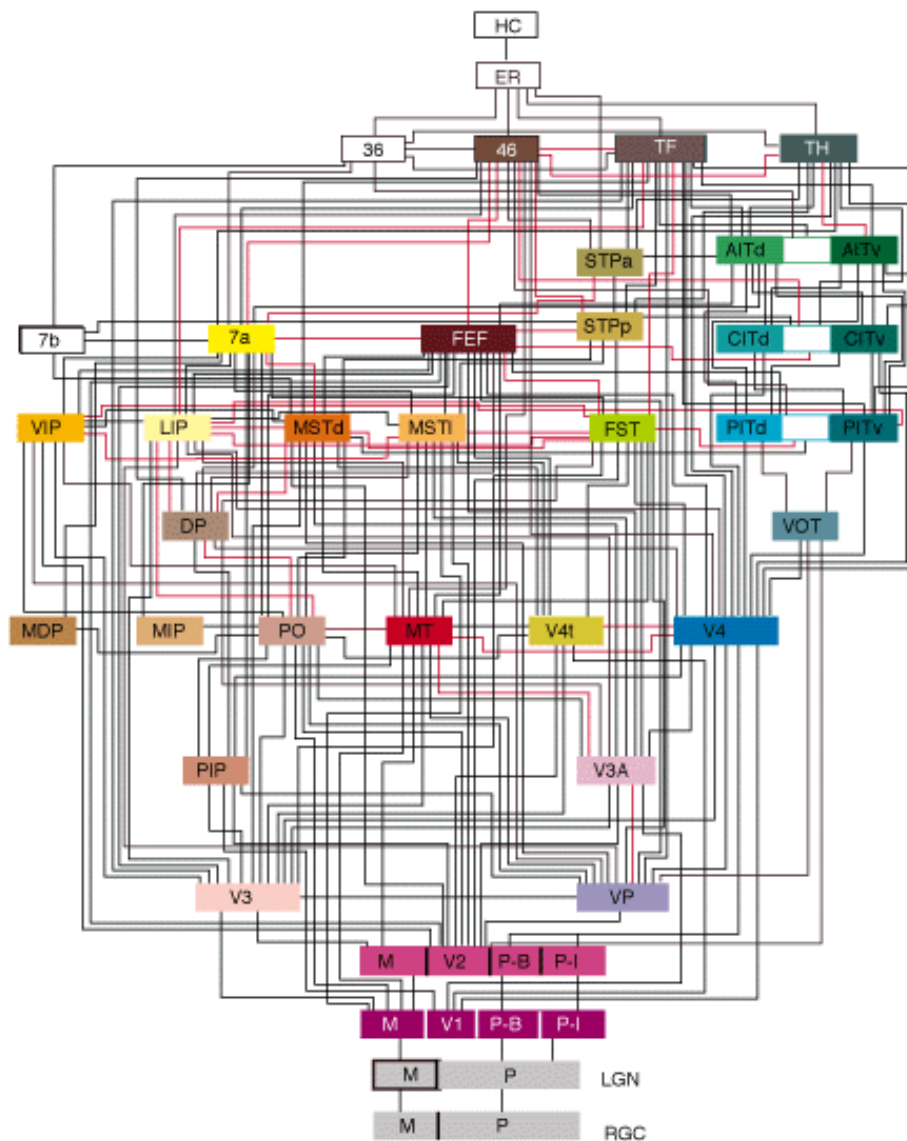 HC
ER
36 46 TF TH
STPa AITd AITv
7b 7a FEF STPp CITd CITv
VIP LIP MSTd MSTl FST PITd PITv
DP VOT
MDP MIP PO MT V4t V4
PIP V3A
V3 VP
M V2 P-B P-I
M V1 P-B P-I
M P LGN
M P RGC